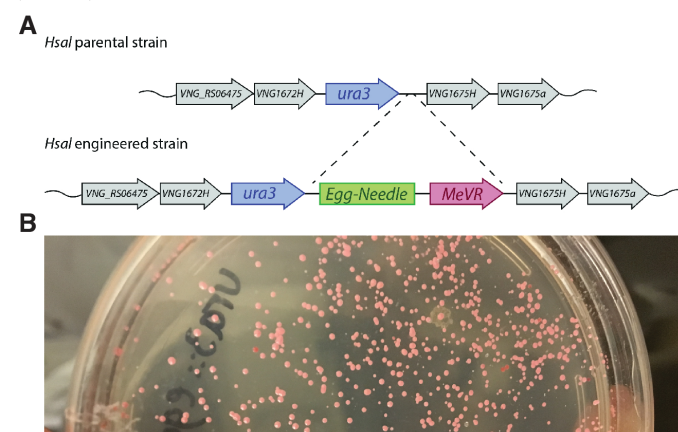 A
Hsal parental strain
VNG_RS06475 VNG1672H ura3 VNG1675H VNG1675a
Hsal engineered strain
VNG_RS06475 VNG1672H ura3 Egg-Needle MeVR VNG1675H VNG1675a
B